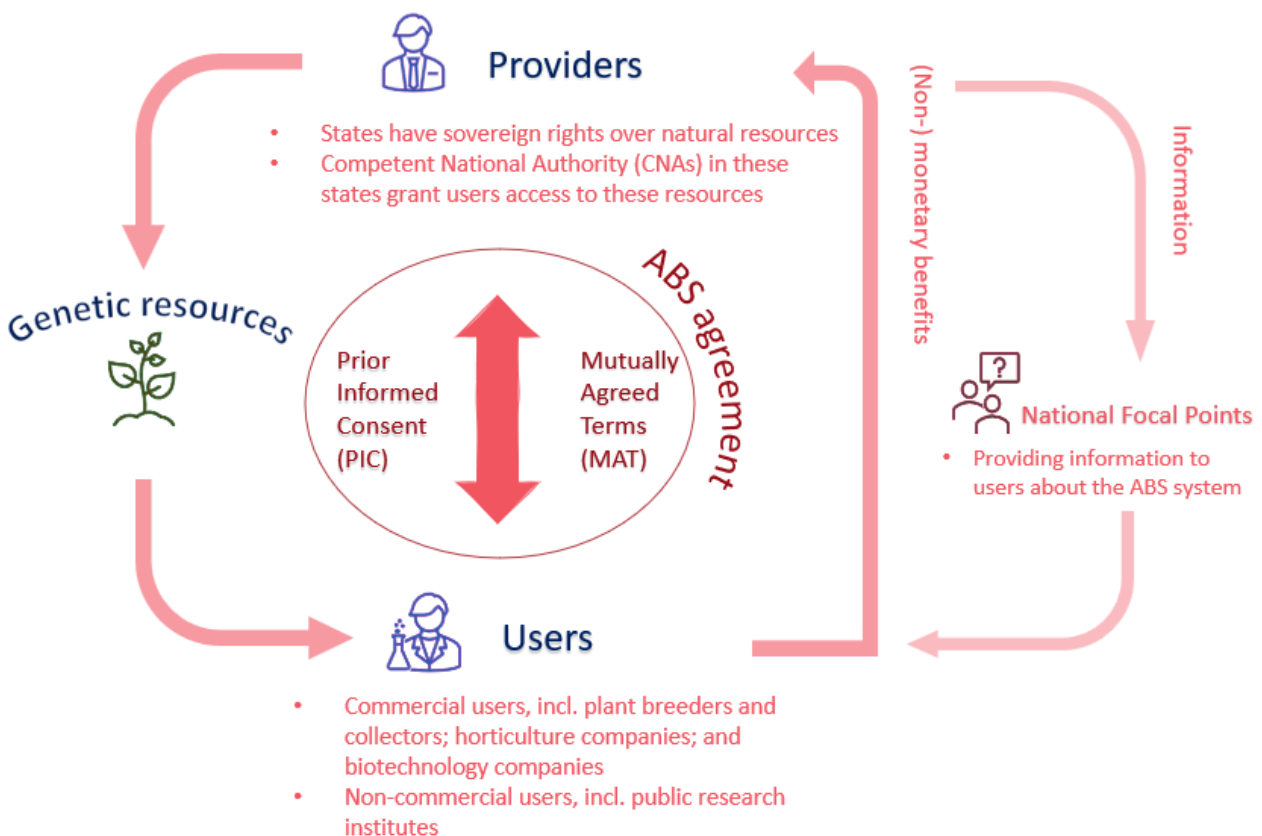 Providers
• States have sovereign rights over natural resources
• Competent National Authority (CNAs) in these
states grant users access to these resources
(Non-) monetary benefits
Information
Genetic resources
ABS agreement
Prior
Informed
Consent
(PIC)
Mutually
Agreed
Terms
(MAT)
?
National Focal Points
• Providing information to
users about the ABS system
Users
• Commercial users, incl. plant breeders and
collectors; horticulture companies; and
biotechnology companies
• Non-commercial users, incl. public research
institutes